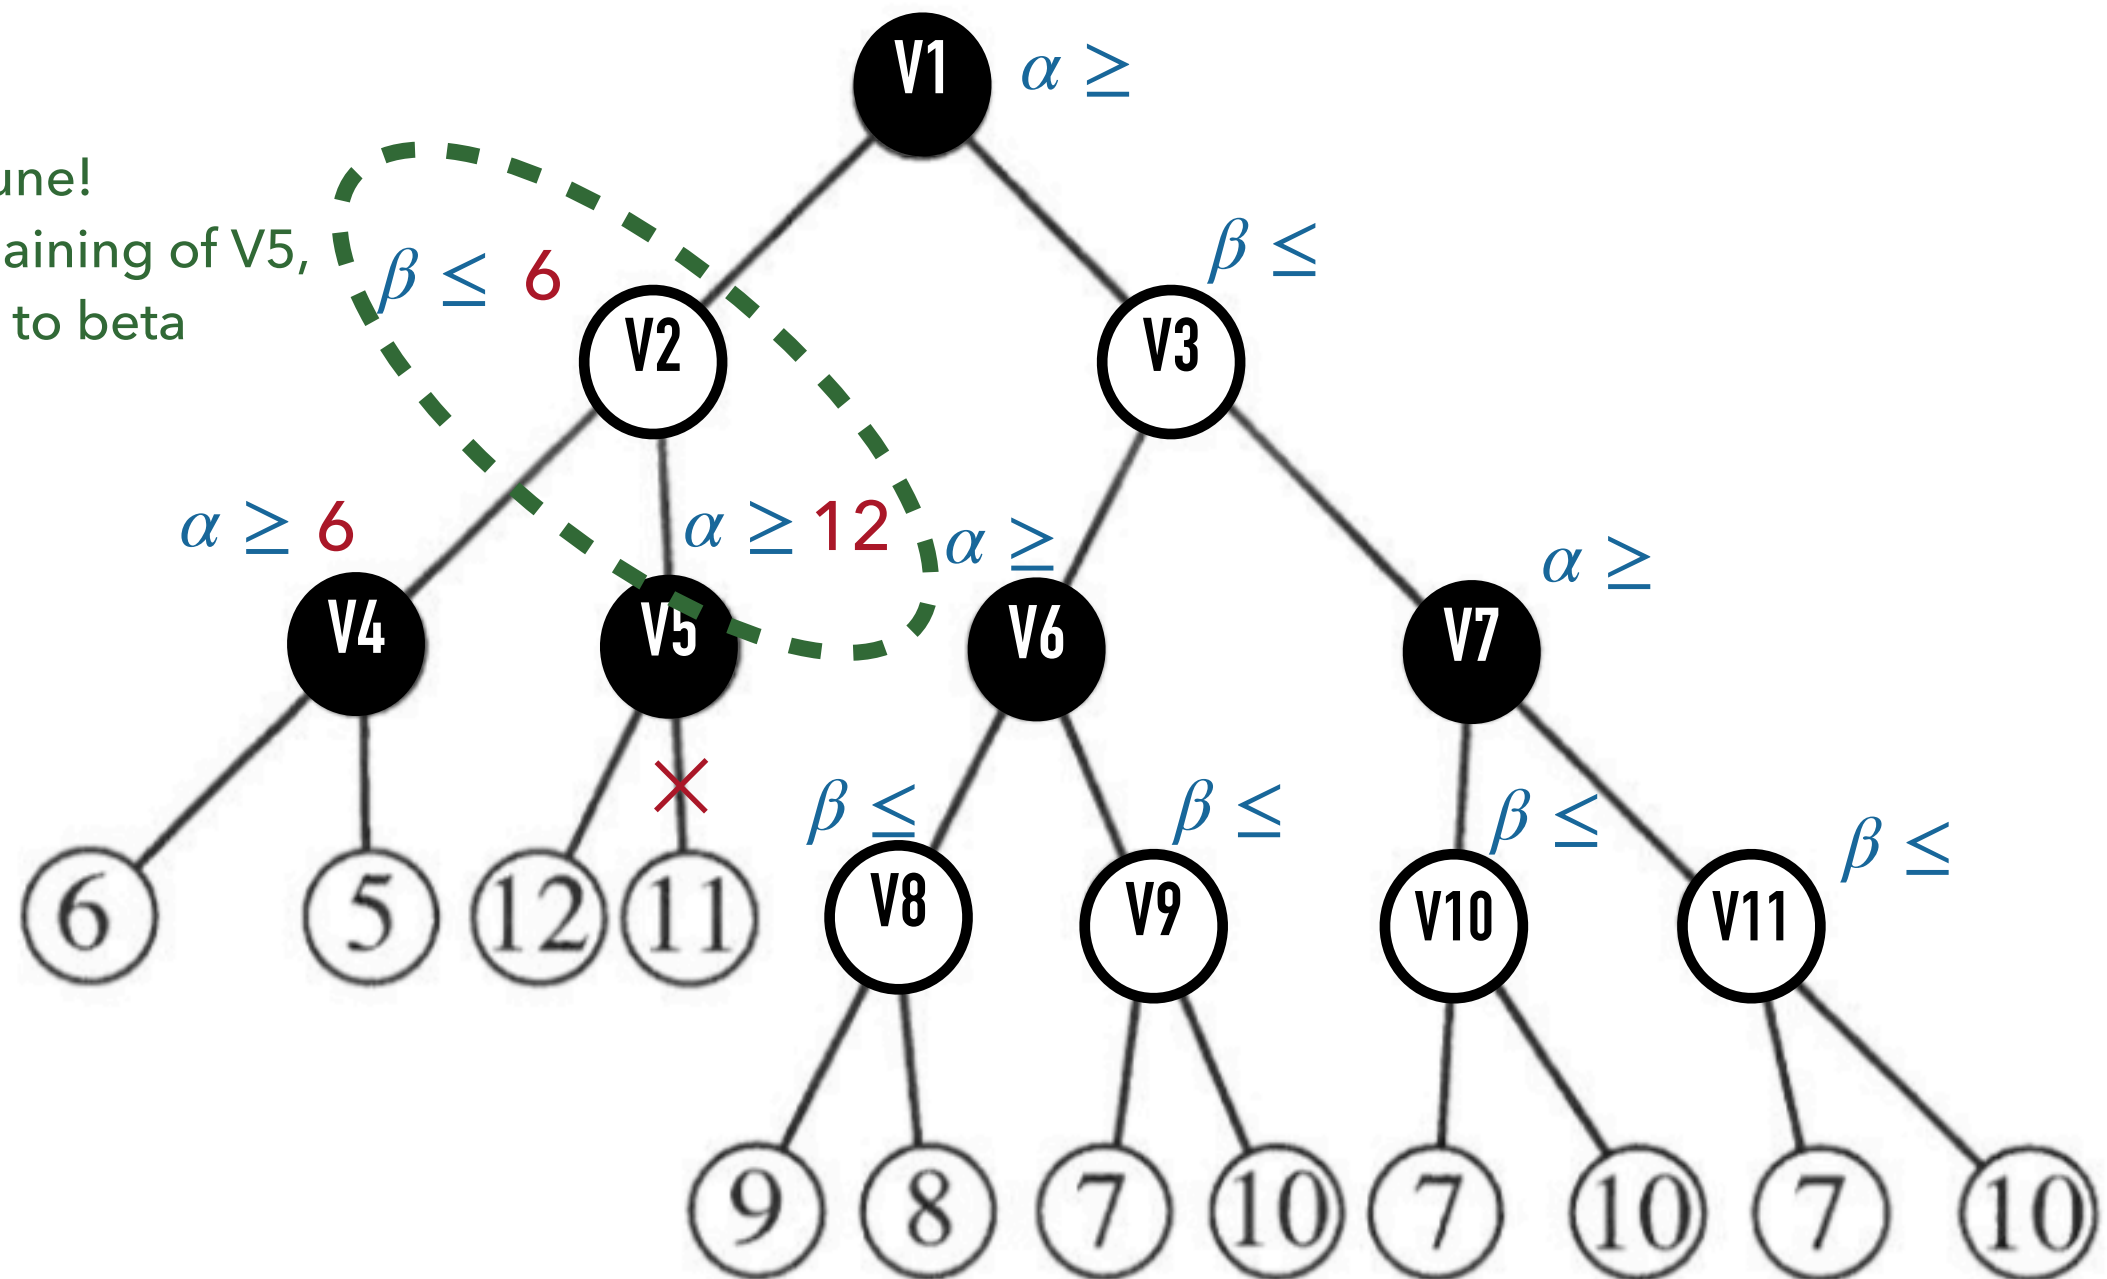 V1 α ≥
une!
aining of V5,
to beta
β ≤ 6
β ≤
V2
V3
α ≥ 6
α ≥ 12
α ≥
α ≥
V4
V5
V6
V7
β ≤
β ≤
β ≤
β ≤
6
5
12
11
V8
V9
V10
V11
9
8
7
10
7
10
7
10